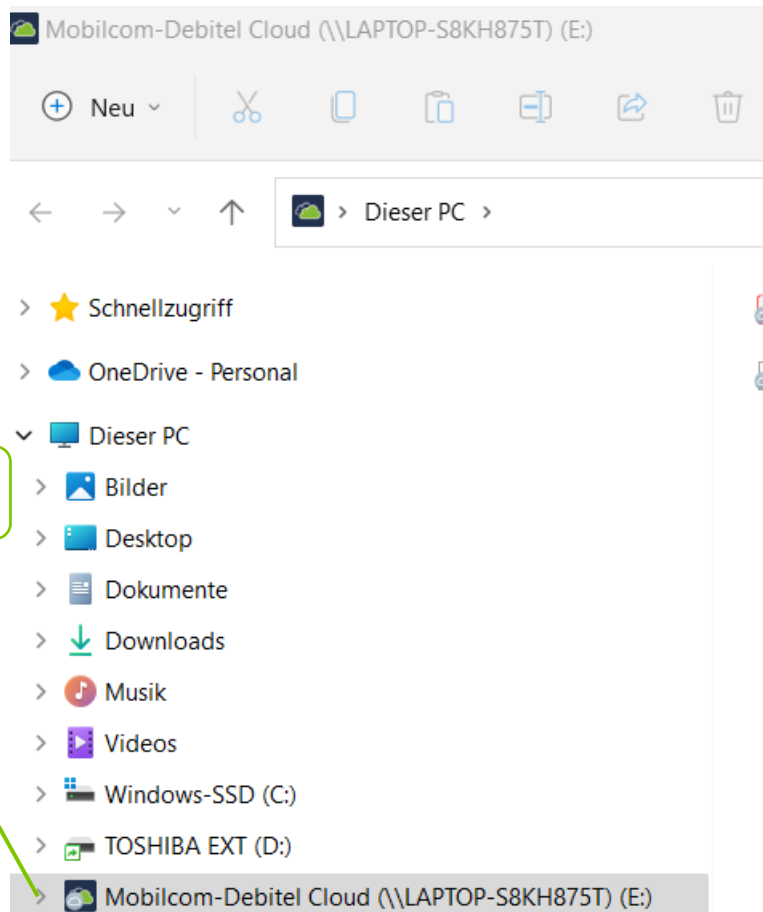 Mobilcom-Debitel Cloud (\\LAPTOP-S8KH875T) (E:)
Neu
Dieser PC
Schnellzugriff
OneDrive - Personal
Dieser PC
Bilder
Desktop
Dokumente
Downloads
Musik
Videos
Windows-SSD (C:)
TOSHIBA EXT (D:)
Mobilcom-Debitel Cloud (\\LAPTOP-S8KH875T) (E:)